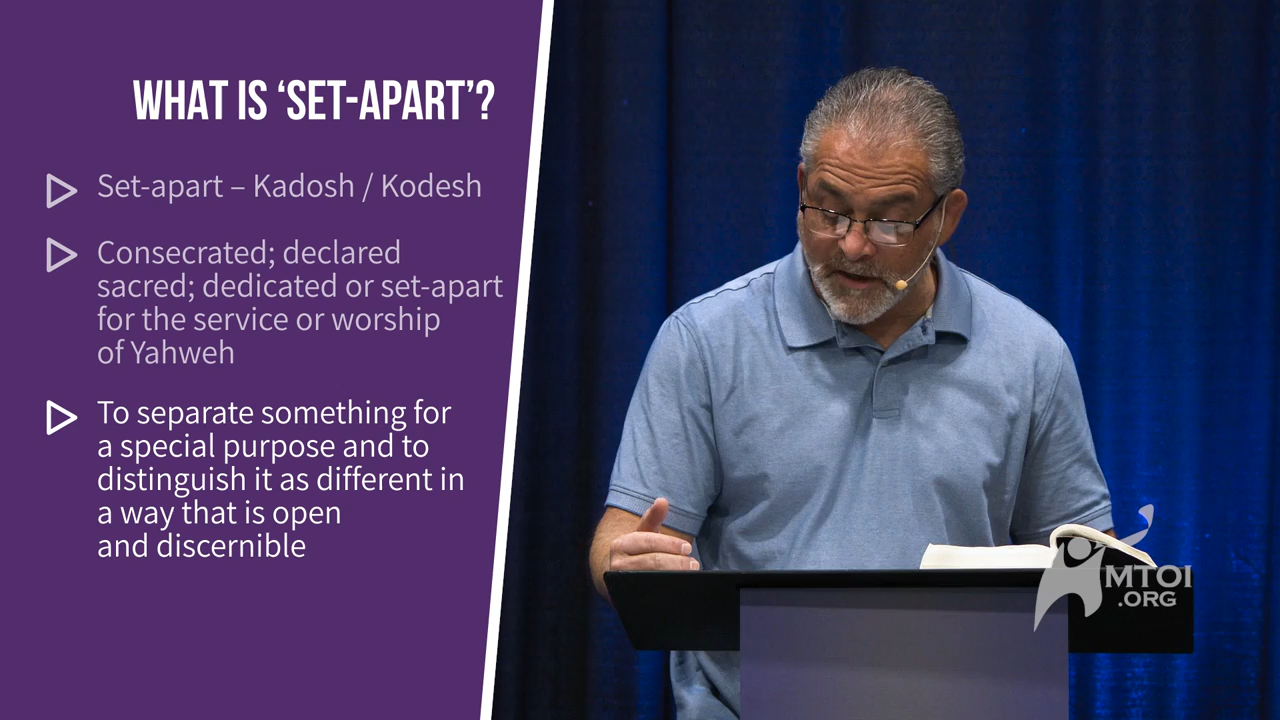 WHAT IS ‘SET-APART’?
Set-apart – Kadosh / Kodesh
Consecrated; declared
sacred; dedicated or set-apart
for the service or worship
of Yahweh
To separate something for
a special purpose and to
distinguish it as different in
a way that is open
and discernible
MTOI
.ORG